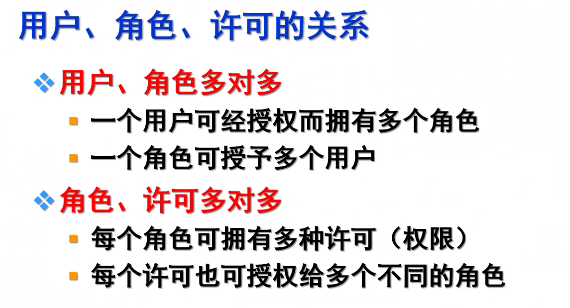 用户、角色、许可的关系
用户、角色多对多
一个用户可经授权而拥有多个角色
一个角色可授予多个用户
角色、许可多对多
每个角色可拥有多种许可（权限）
每个许可也可授权给多个不同的角色